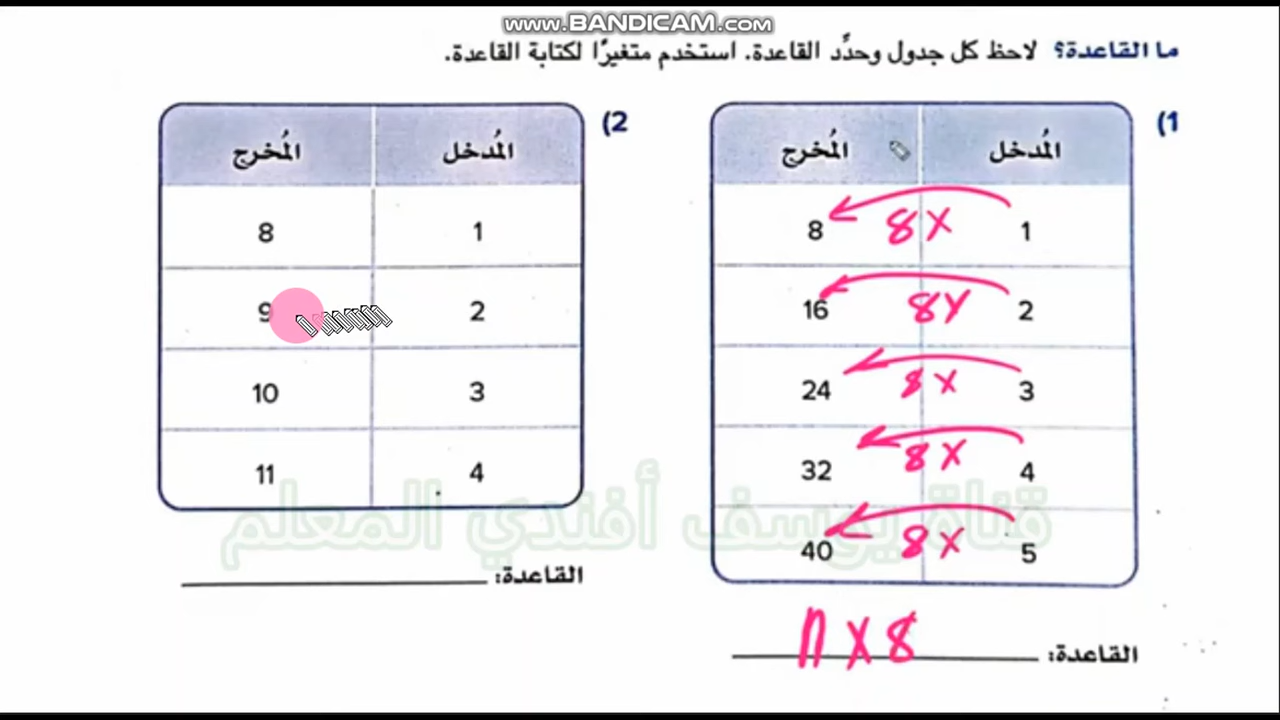 www.BANDICAM.com
ما القاعدة؟ لاحظ كل جدول وحدِّد القاعدة. استخدم متغيرًا لكتابة القاعدة.
(1
المُدخل المُخرج
1 8x 8
2 8x 16
3 8x 24
4 8x 32
5 8x 40
القاعدة: n x 8
(2
المُدخل المُخرج
1 8
2 9
3 10
4 11
القاعدة:
قناة يوسف أفندي المعلم